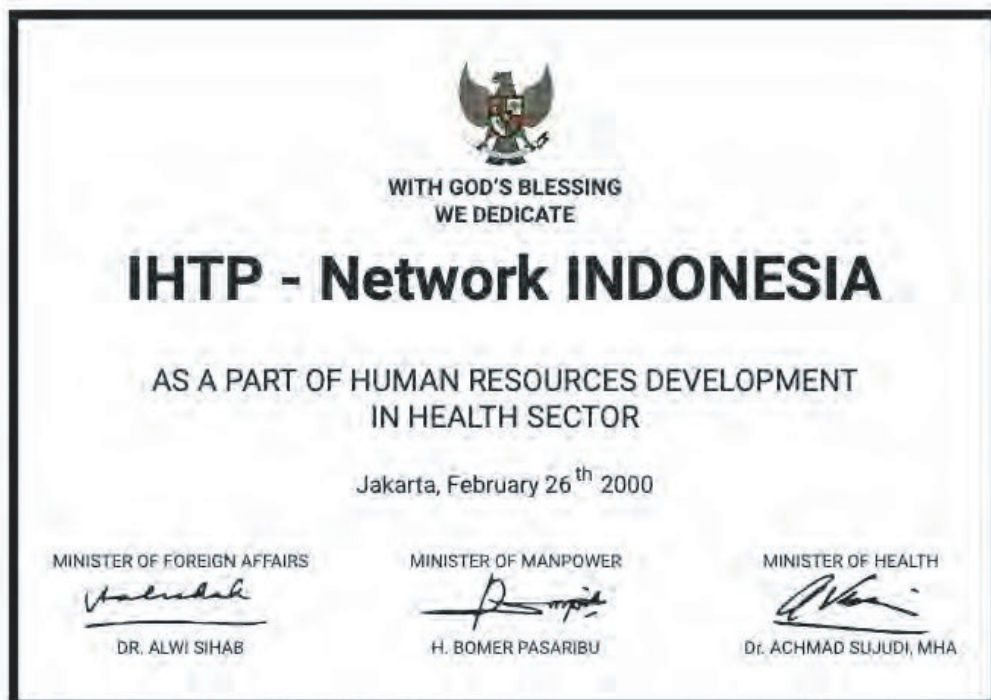 WITH GOD'S BLESSING
WE DEDICATE
IHTP - Network INDONESIA
AS A PART OF HUMAN RESOURCES DEVELOPMENT
IN HEALTH SECTOR
Jakarta, February 26th 2000
MINISTER OF FOREIGN AFFAIRS
MINISTER OF MANPOWER
MINISTER OF HEALTH
DR. ALWI SIHAB
H. BOMER PASARIBU
Dr. ACHMAD SUJUDI, MHA